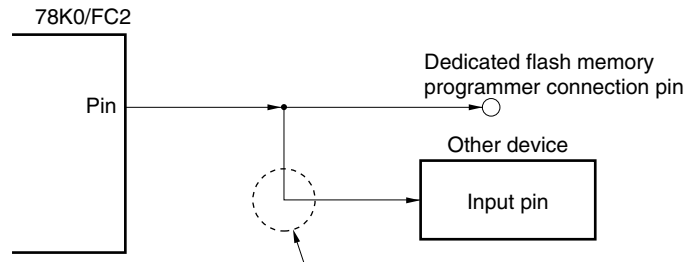 78K0/FC2
Pin
Dedicated flash memory
programmer connection pin
Other device
Input pin